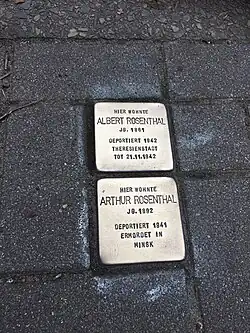 HIER WOHNTE
ALBERT ROSENTHAL
JG. 1861
DEPORTIERT 1942
THERESIENSTADT
TOT 21.11.1942
HIER WOHNTE
ARTHUR ROSENTHAL
JG. 1892
DEPORTIERT 1941
ERMORDET IN
MINSK